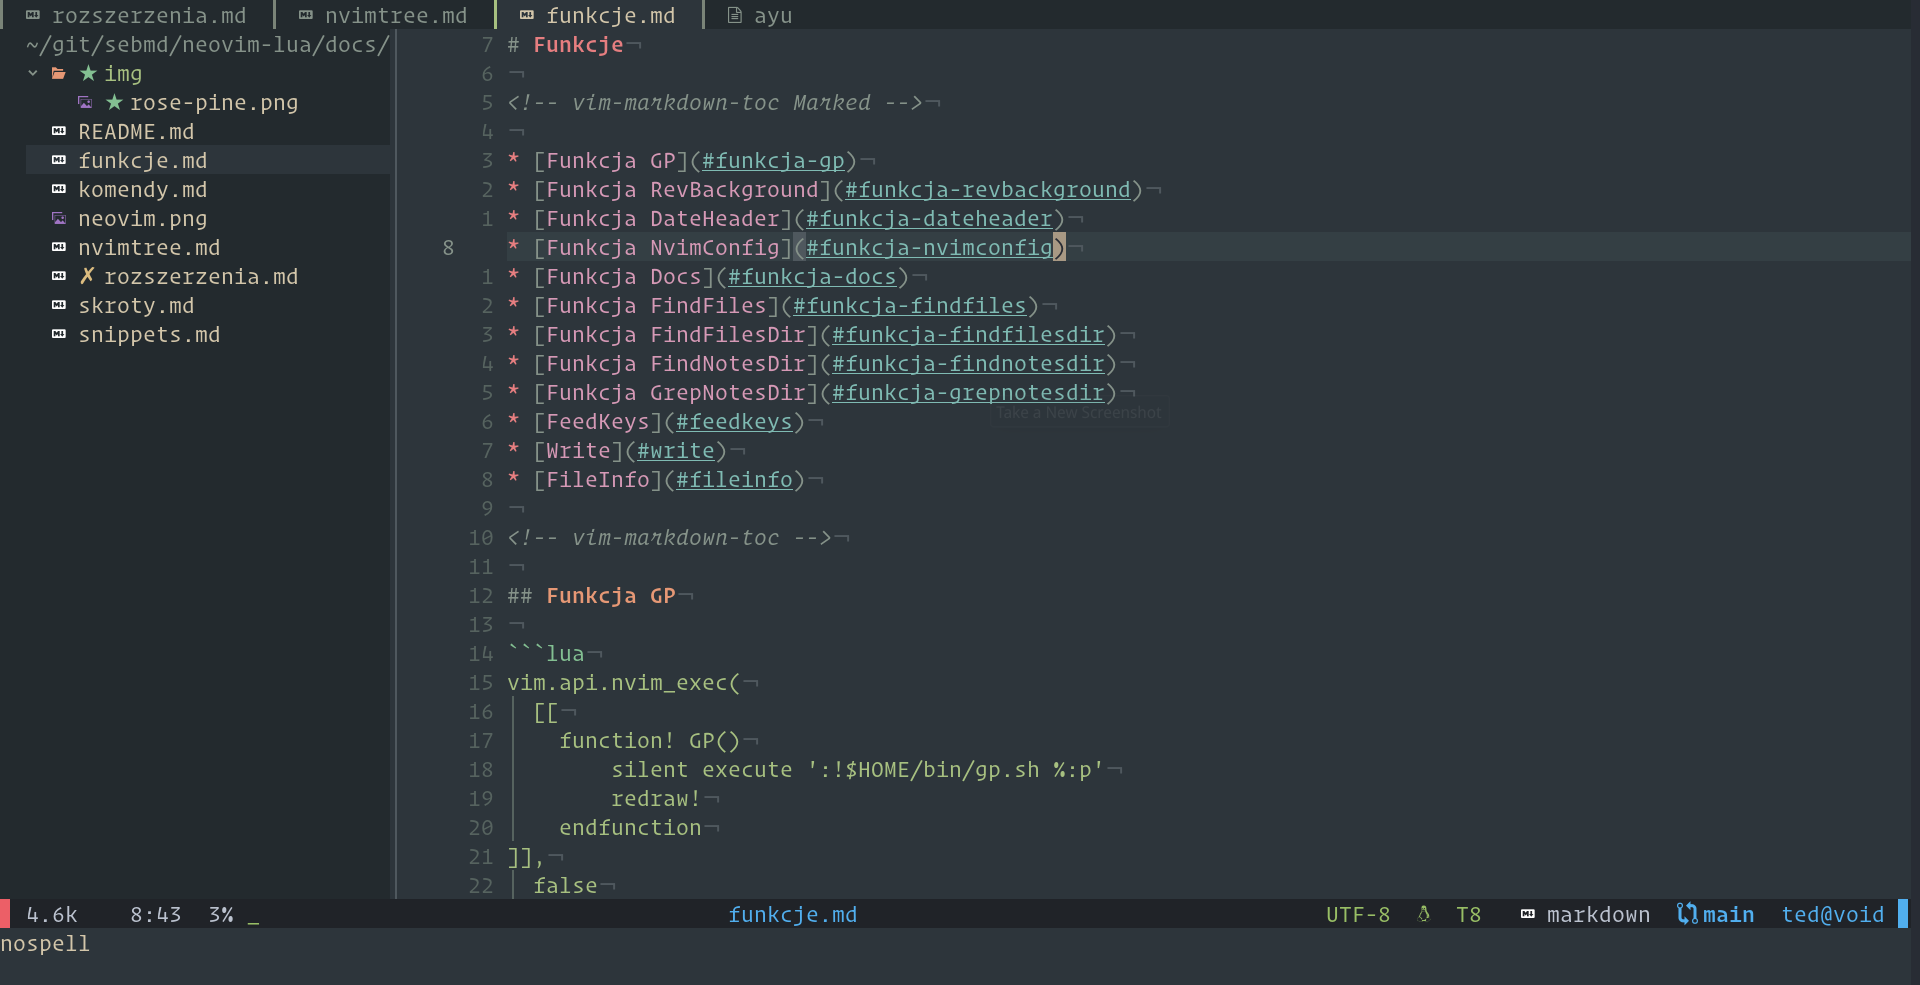 rozszerzenia.md nvimtree.md funkcje.md ayu
~/git/sebmd/neovim-lua/docs/
★ img
★ rose-pine.png
README.md
funkcje.md
komendy.md
neovim.png
nvimtree.md
✗ rozszerzenia.md
skroty.md
snippets.md
7 # Funkcje¬
6 ¬
5 <!-- vim-markdown-toc Marked -->¬
4 ¬
3 * [Funkcja GP](#funkcja-gp)¬
2 * [Funkcja RevBackground](#funkcja-revbackground)¬
1 * [Funkcja DateHeader](#funkcja-dateheader)¬
8 * [Funkcja NvimConfig](#funkcja-nvimconfig)¬
1 * [Funkcja Docs](#funkcja-docs)¬
2 * [Funkcja FindFiles](#funkcja-findfiles)¬
3 * [Funkcja FindFilesDir](#funkcja-findfilesdir)¬
4 * [Funkcja FindNotesDir](#funkcja-findnotesdir)¬
5 * [Funkcja GrepNotesDir](#funkcja-grepnotesdir)¬
Take a New Screenshot
6 * [FeedKeys](#feedkeys)¬
7 * [Write](#write)¬
8 * [FileInfo](#fileinfo)¬
9 ¬
10 <!-- vim-markdown-toc -->¬
11 ¬
12 ## Funkcja GP¬
13 ¬
14 ```lua¬
15 vim.api.nvim_exec(¬
16 [[¬
17 function! GP()¬
18 silent execute ':!$HOME/bin/gp.sh %:p'¬
19 redraw!¬
20 endfunction¬
21 ]],¬
22 false¬
4.6k 8:43 3% _ funkcje.md UTF-8 T8 markdown main ted@void
nospell